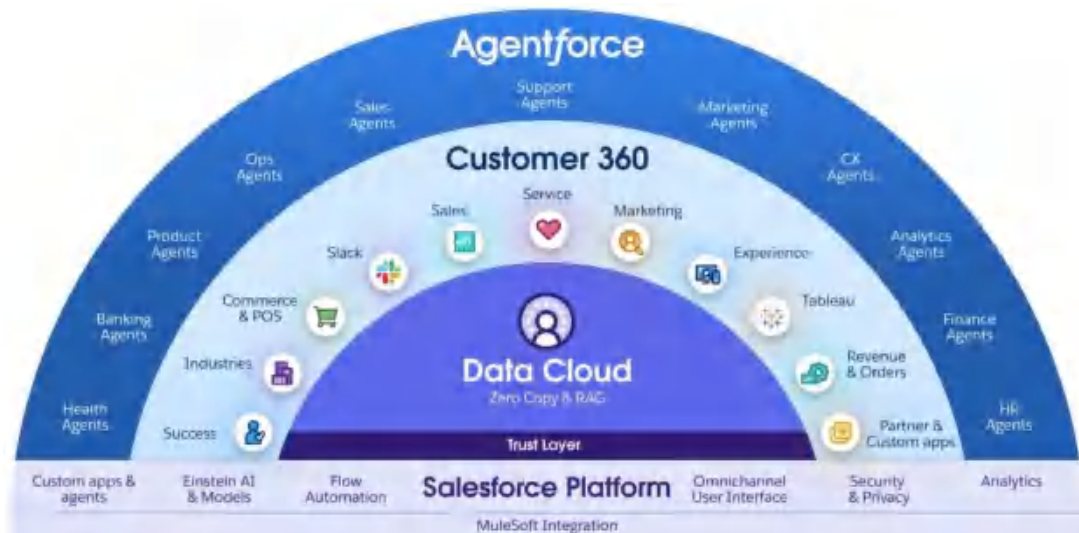 Agentforce
Support
Agents
Sales
Agents
Marketing
Agents
Ops
Agents
CX
Agents
Product
Agents
Analytics
Agents
Banking
Agents
Finance
Agents
Health
Agents
HR
Agents
Customer 360
Service
Sales
Marketing
Slack
Experience
Commerce
& POS
Tableau
Industries
Revenue
& Orders
Success
Partner &
Custom apps
Data Cloud
Zero Copy & RAG
Trust Layer
Custom apps &
agents
Einstein AI
& Models
Flow
Automation
Salesforce Platform
Omnichannel
User Interface
Security
& Privacy
Analytics
MuleSoft Integration